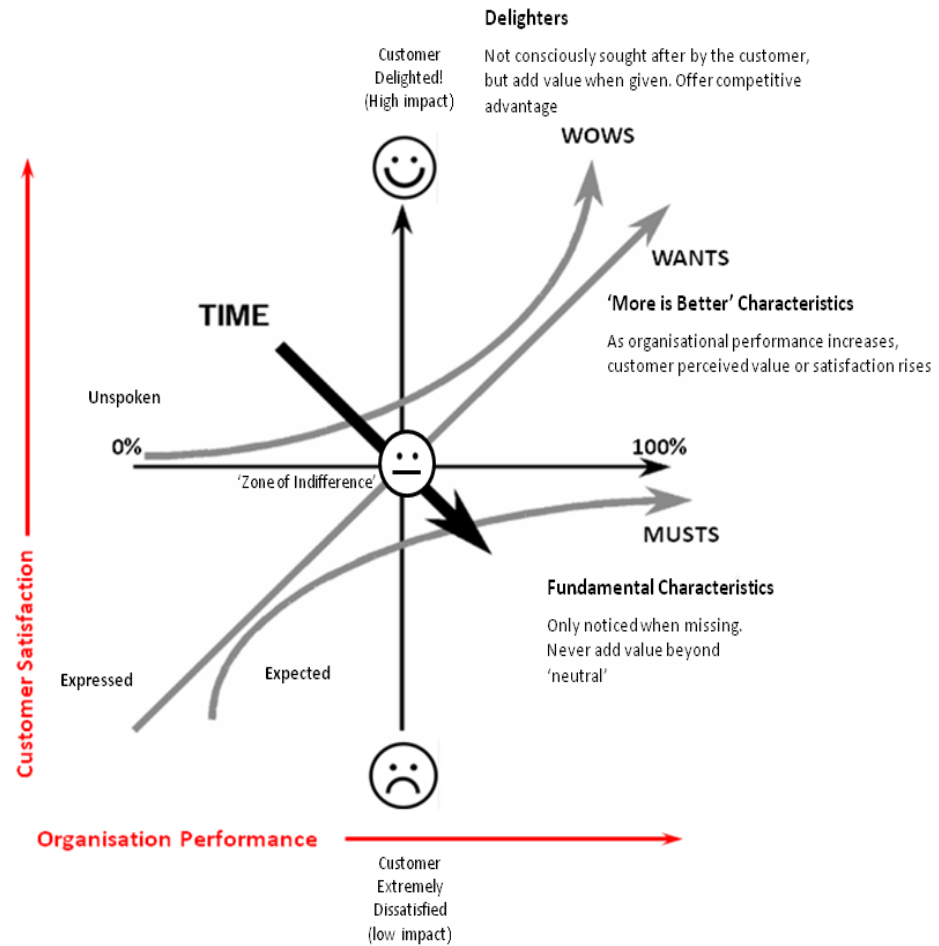 Delighters
Customer
Delighted!
(High impact)
Not consciously sought after by the customer,
but add value when given. Offer competitive
advantage
WOWS
WANTS
'More is Better' Characteristics
As organisational performance increases,
customer perceived value or satisfaction rises
TIME
Unspoken
0%
100%
'Zone of Indifference'
MUSTS
Fundamental Characteristics
Only noticed when missing.
Never add value beyond
'neutral'
Expressed
Expected
Customer Satisfaction
Organisation Performance
Customer
Extremely
Dissatisfied
(low impact)